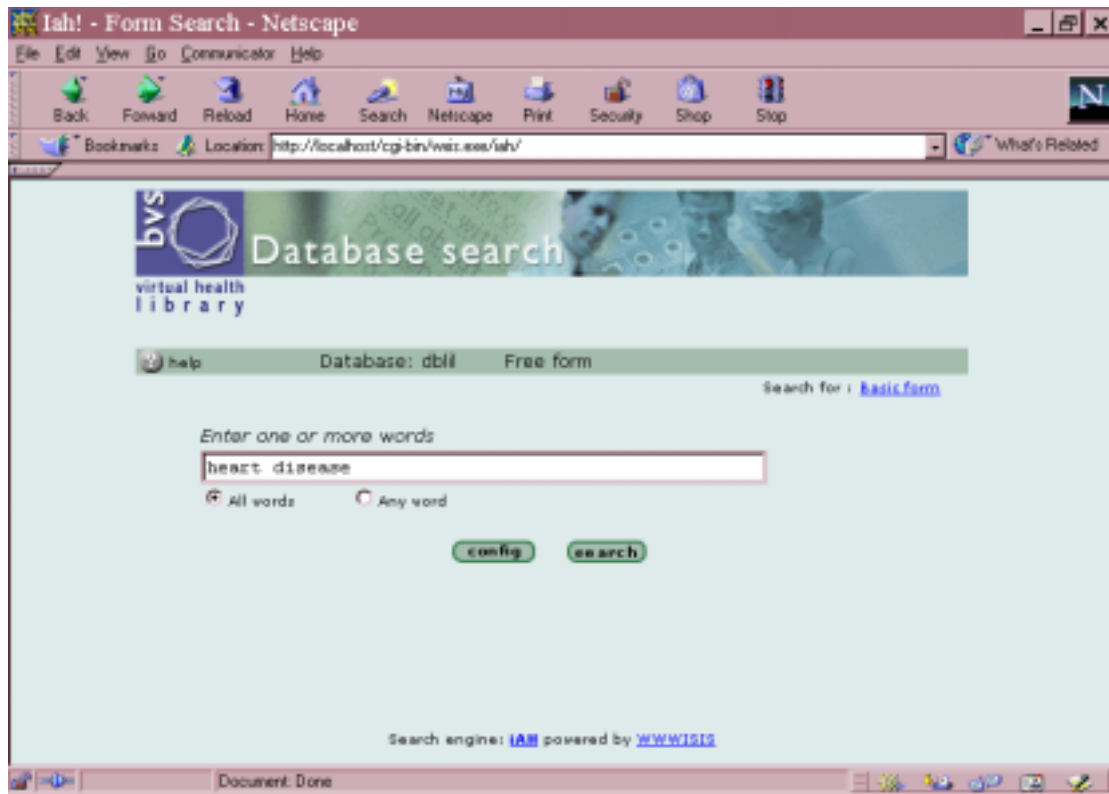 Iah! - Form Search - Netscape
File Edit View Go Communicator Help
Back Forward Reload Home Search Netscape Print Security Shop Stop
N
Bookmarks Location: http://localhost/cgi-bin/wxis.exe/iah/ What's Related
bvs
Database search
virtual health
library
help Database: dblil Free form
Search for : Basic form
Enter one or more words
heart disease
All words Any word
config search
Search engine: iAH powered by WWWISIS
Document: Done